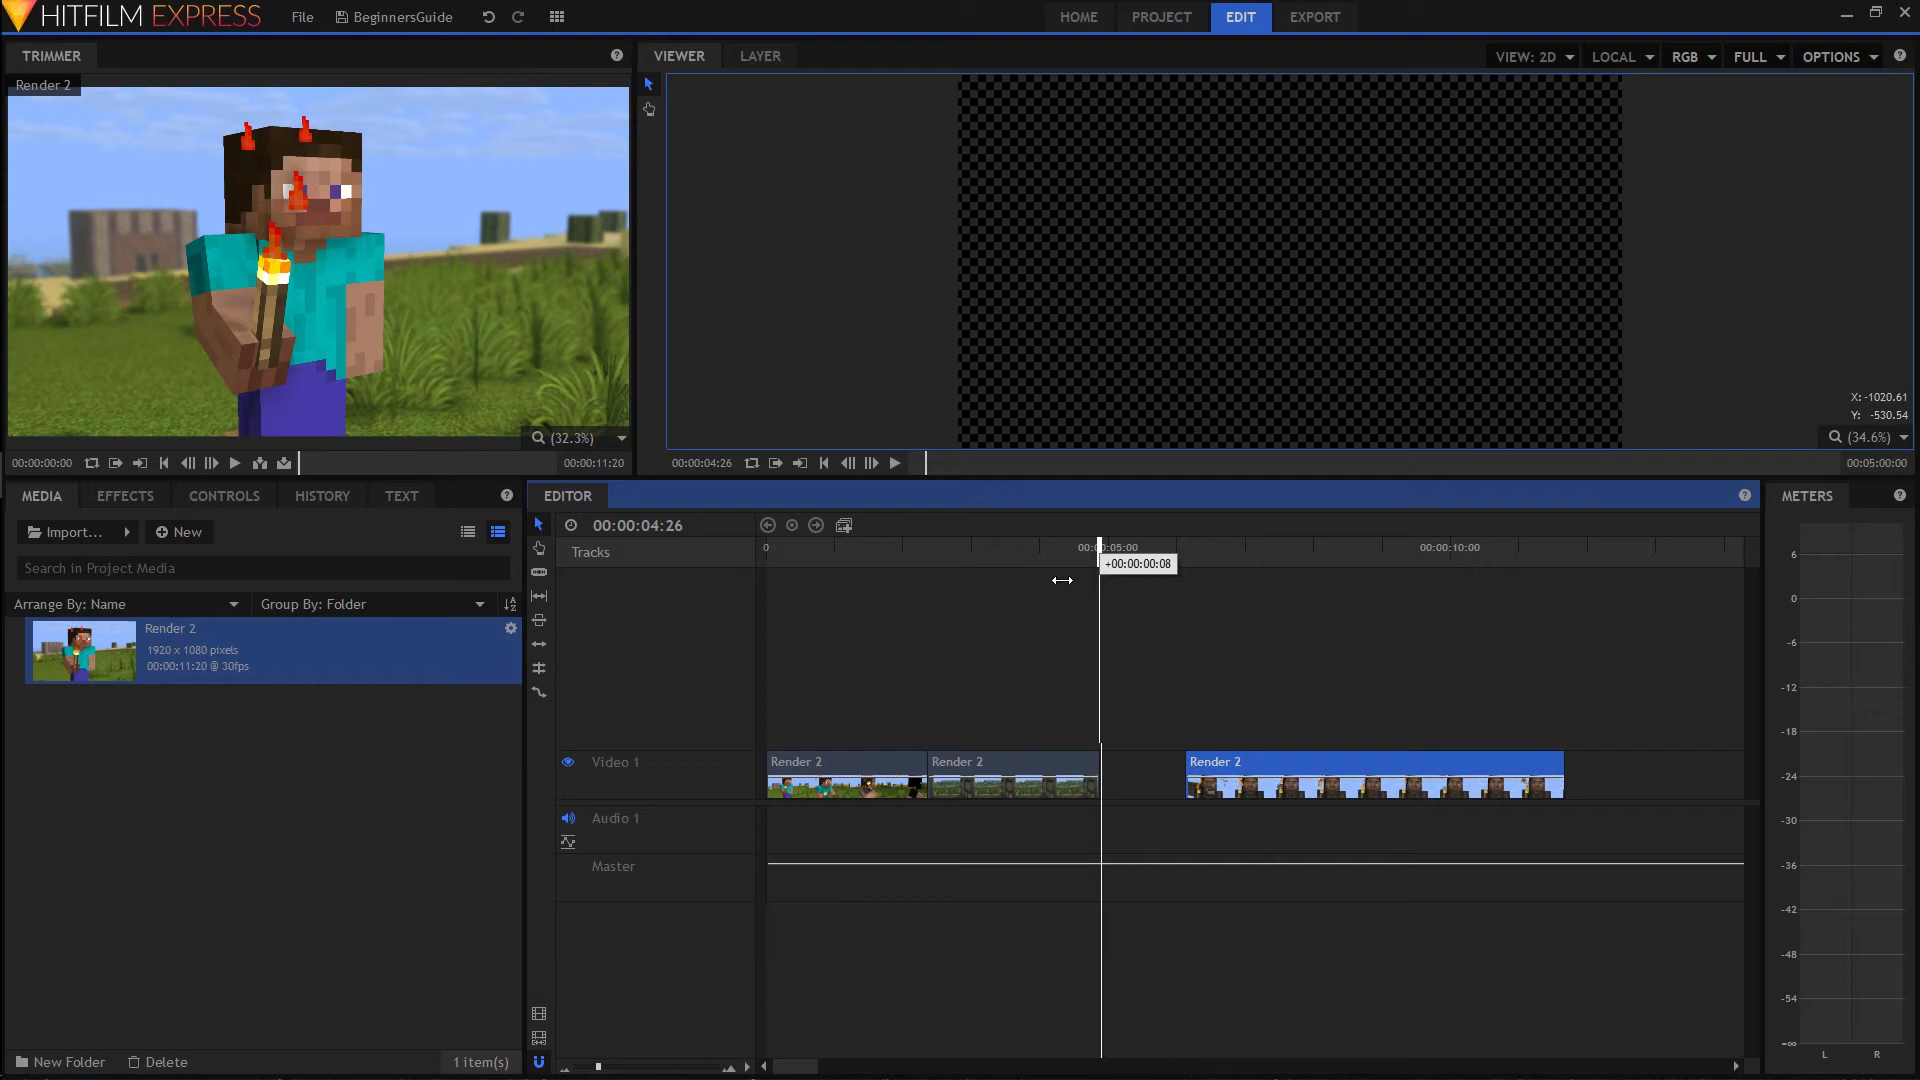 HITFILM EXPRESS
File
BeginnersGuide
HOME
PROJECT
EDIT
EXPORT
TRIMMER
Render 2
(32.3%)
00:00:00:00
00:00:11:20
VIEWER
LAYER
VIEW: 2D
LOCAL
RGB
FULL
OPTIONS
X: -1020.61
Y: -530.54
(34.6%)
00:00:04:26
00:05:00:00
MEDIA
EFFECTS
CONTROLS
HISTORY
TEXT
Import...
New
Search in Project Media
Arrange By: Name
Group By: Folder
Render 2
1920 x 1080 pixels
00:00:11:20 @ 30fps
New Folder
Delete
1 item(s)
EDITOR
00:00:04:26
Tracks
0
00:00:05:00
00:00:10:00
+00:00:00:08
Video 1
Render 2
Render 2
Render 2
Audio 1
Master
METERS
6
0
-6
-12
-18
-24
-30
-36
-42
-48
-54
-∞
L
R